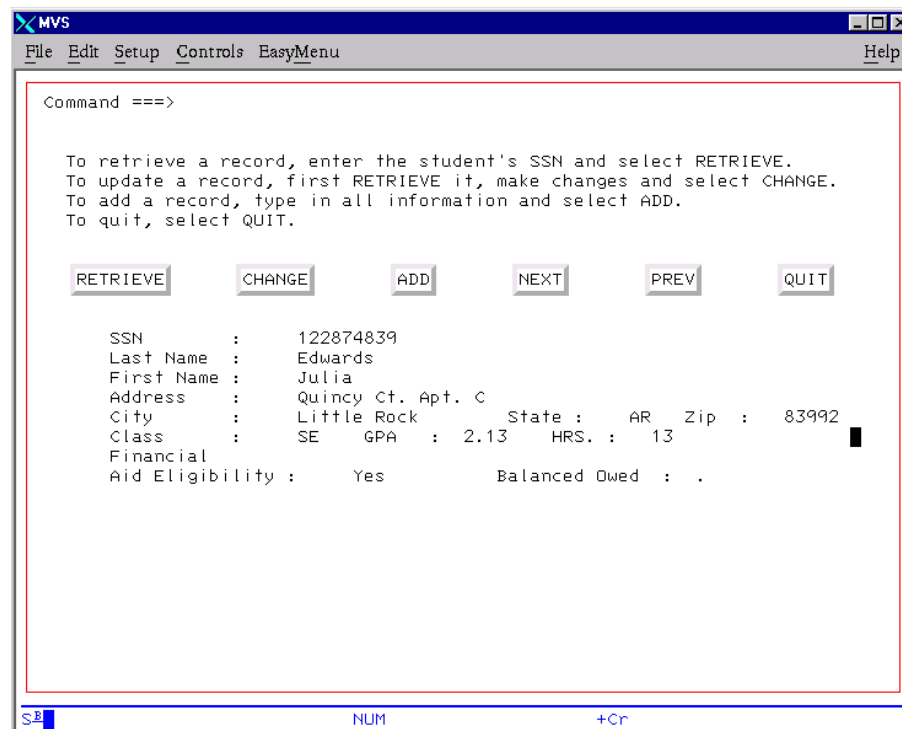 MVS
File Edit Setup Controls EasyMenu Help
Command ===>
To retrieve a record, enter the student's SSN and select RETRIEVE.
To update a record, first RETRIEVE it, make changes and select CHANGE.
To add a record, type in all information and select ADD.
To quit, select QUIT.
RETRIEVE CHANGE ADD NEXT PREV QUIT
SSN : 122874839
Last Name : Edwards
First Name : Julia
Address : Quincy Ct. Apt. C
City : Little Rock State : AR Zip : 83992
Class : SE GPA : 2.13 HRS. : 13
Financial
Aid Eligibility : Yes Balanced Owed : .
SB NUM +Cr